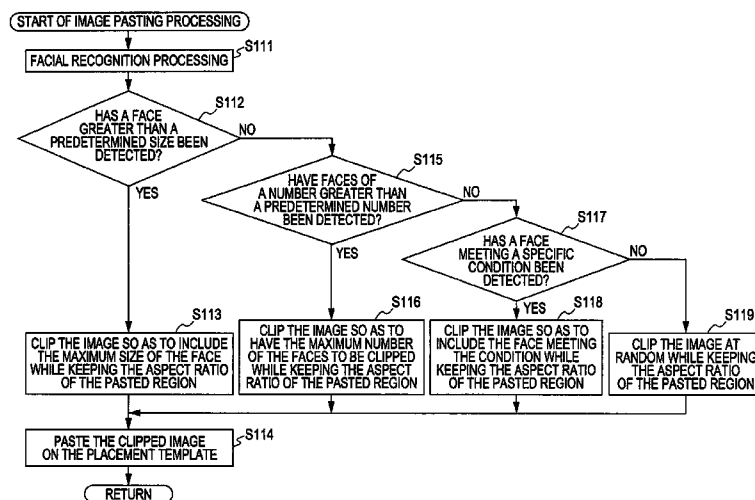 START OF IMAGE PASTING PROCESSING
S111
FACIAL RECOGNITION PROCESSING
S112
HAS A FACE
GREATER THAN A
PREDETERMINED SIZE BEEN
DETECTED?
NO
YES
S115
HAVE FACES OF
A NUMBER GREATER THAN
A PREDETERMINED NUMBER
BEEN DETECTED?
NO
YES
S117
HAS A FACE
MEETING A SPECIFIC
CONDITION BEEN
DETECTED?
NO
YES
S113
CLIP THE IMAGE SO AS TO INCLUDE
THE MAXIMUM SIZE OF THE FACE
WHILE KEEPING THE ASPECT RATIO
OF THE PASTED REGION
S116
CLIP THE IMAGE SO AS TO
HAVE THE MAXIMUM NUMBER
OF THE FACES TO BE CLIPPED
WHILE KEEPING THE ASPECT
RATIO OF THE PASTED REGION
S118
CLIP THE IMAGE SO AS TO
INCLUDE THE FACE MEETING
THE CONDITION WHILE
KEEPING THE ASPECT RATIO
OF THE PASTED REGION
S119
CLIP THE IMAGE AT
RANDOM WHILE KEEPING
THE ASPECT RATIO
OF THE PASTED REGION
S114
PASTE THE CLIPPED IMAGE
ON THE PLACEMENT TEMPLATE
RETURN